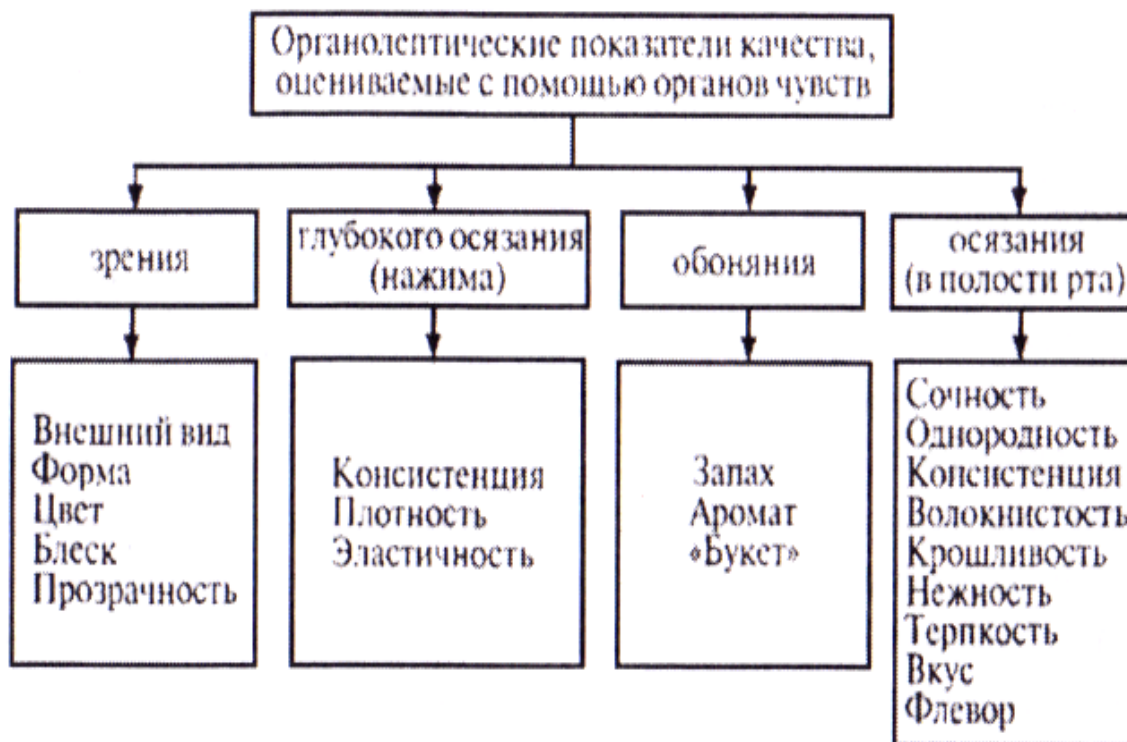 Органолептические показатели качества,
оцениваемые с помощью органов чувств
зрения
глубокого осязания
(нажима)
обоняния
осязания
(в полости рта)
Внешний вид
Форма
Цвет
Блеск
Прозрачность
Консистенция
Плотность
Эластичность
Запах
Аромат
«Букет»
Сочность
Однородность
Консистенция
Волокнистость
Крошливость
Нежность
Терпкость
Вкус
Флевор